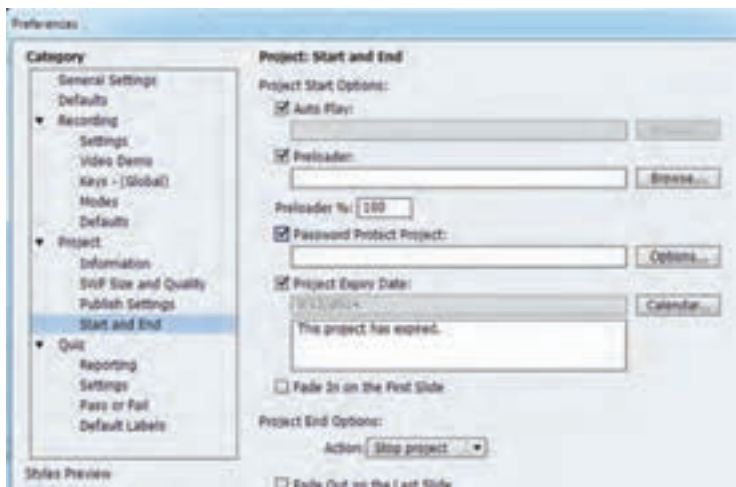 Preferences
Category
General Settings
Defaults
Recording
Settings
Video Demo
Keys - (Global)
Modes
Defaults
Project
Information
SWF Size and Quality
Publish Settings
Start and End
Quiz
Reporting
Settings
Pass or Fail
Default Labels
Styles Preview
Project: Start and End
Project Start Options:
Auto Play:
Preloader:
Browse...
Preloader %: 100
Password Protect Project:
Options...
Project Expiry Date:
Calendar...
This project has expired.
Fade In on the First Slide
Project End Options:
Action: Stop project
Fade Out on the Last Slide